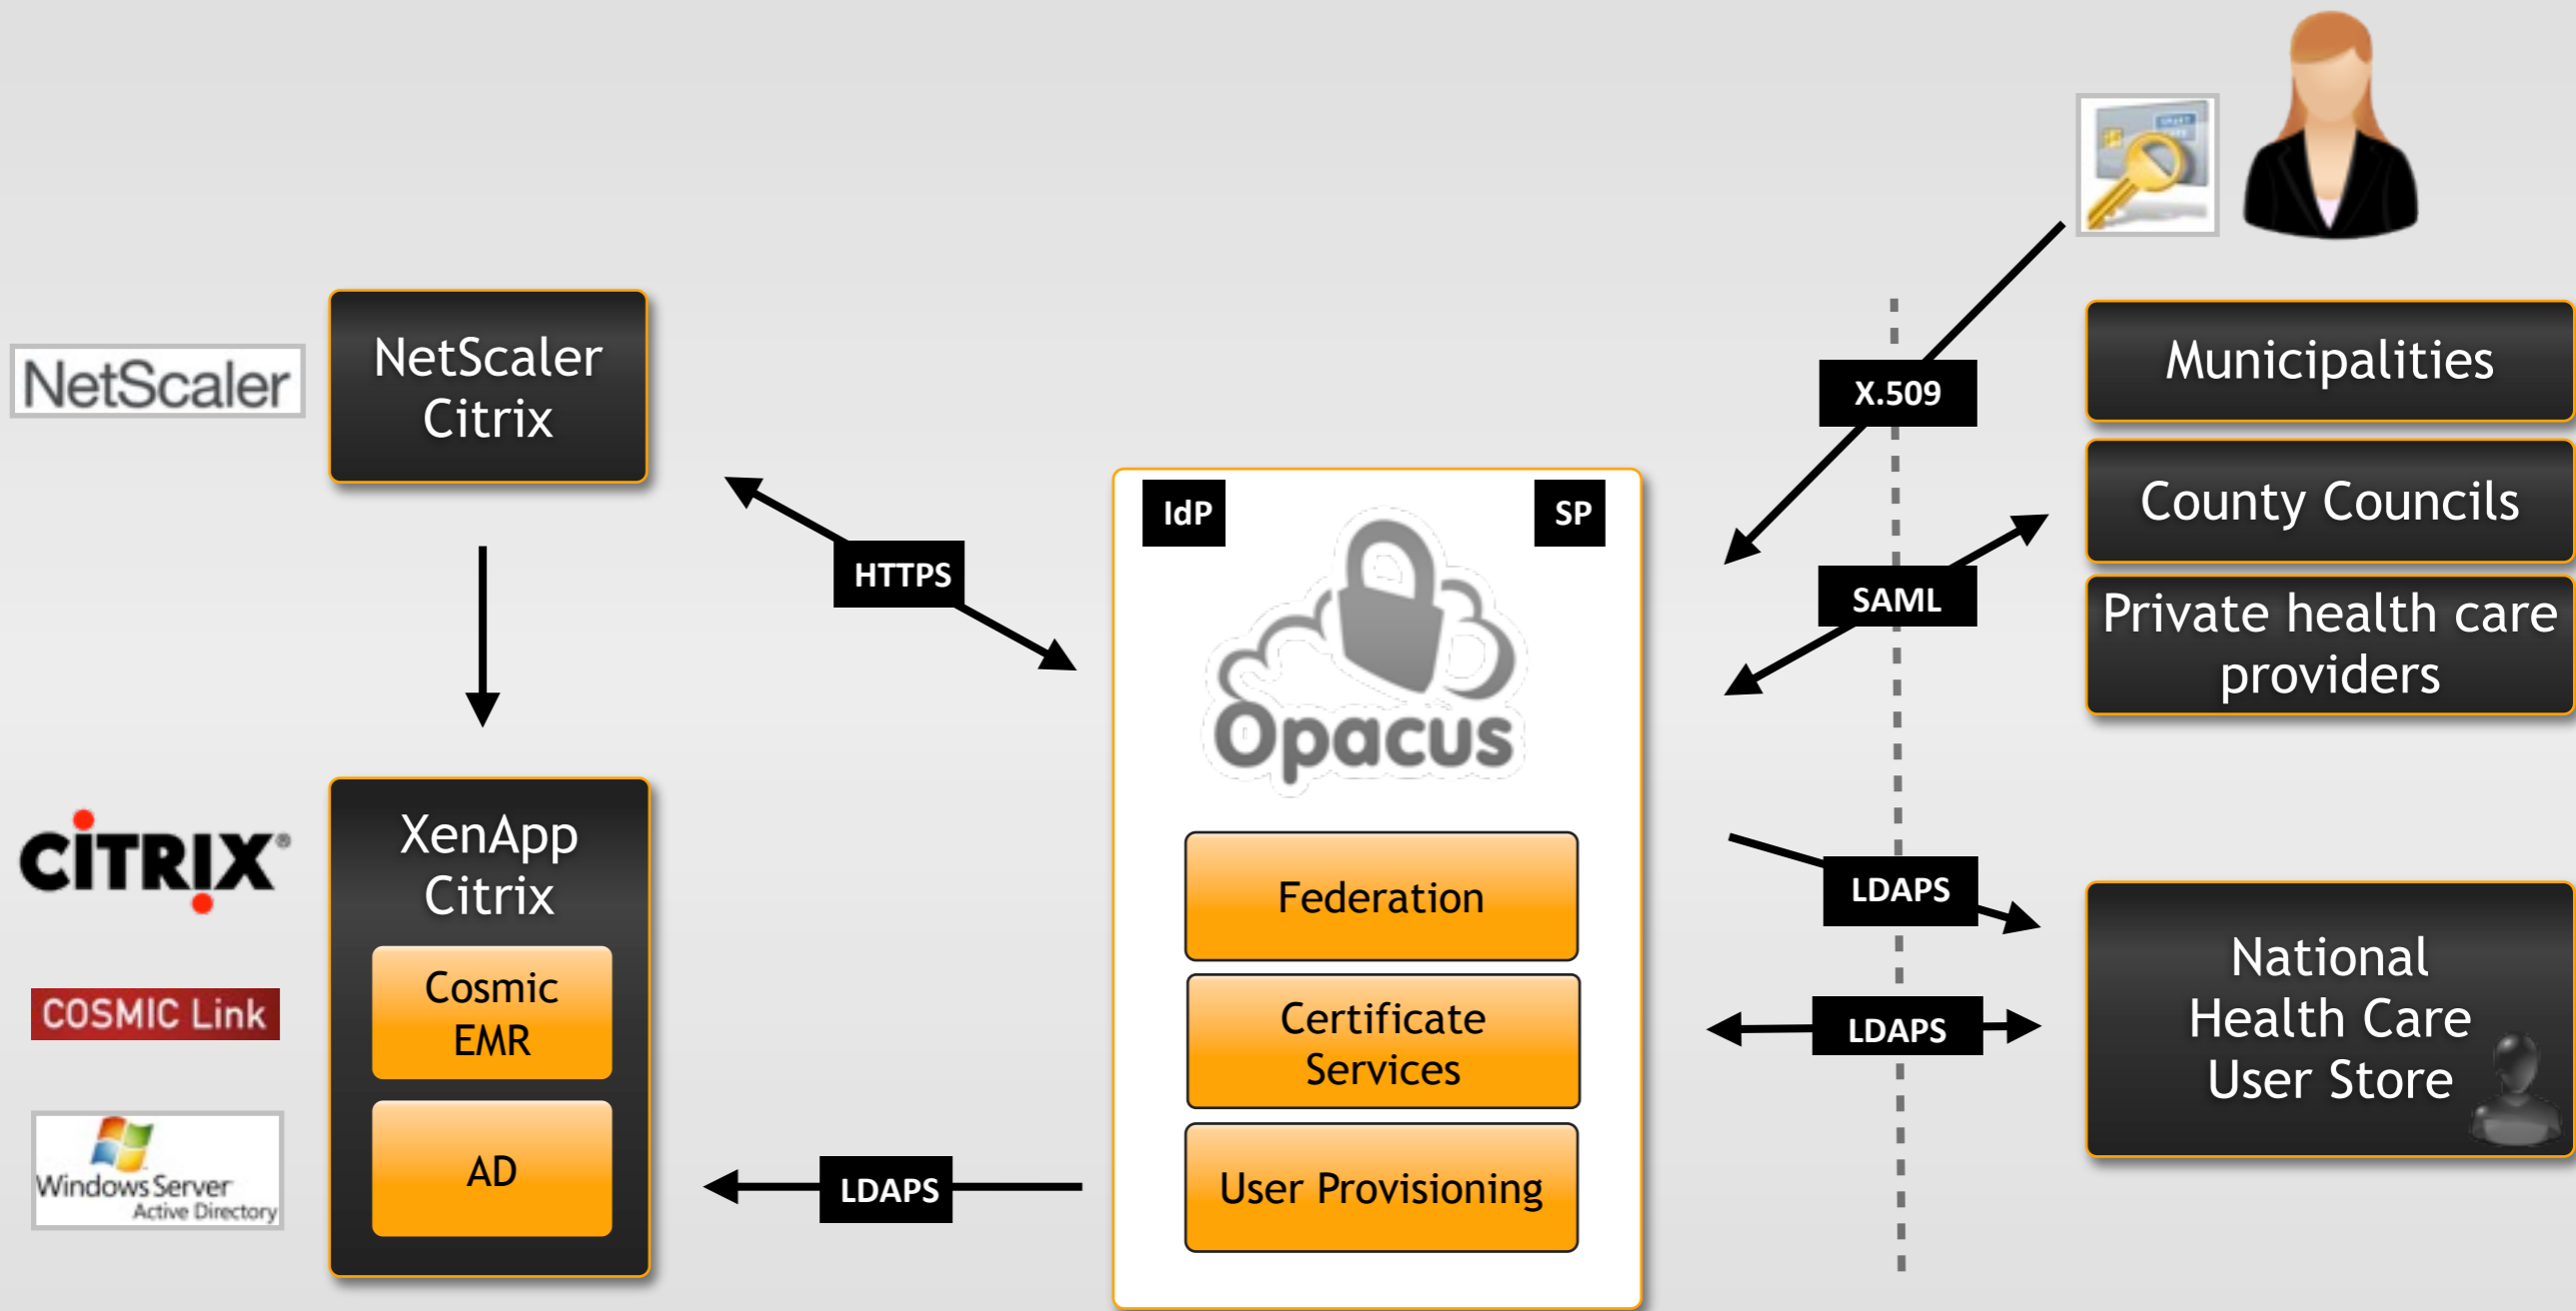 NetScaler
NetScaler
Citrix
HTTPS
IdP
SP
Opacus
X.509
SAML
Municipalities
County Councils
Private health care
providers
CİTRIX®
XenApp
Citrix
COSMIC Link
Cosmic
EMR
Windows Server
Active Directory
AD
LDAPS
Federation
Certificate
Services
User Provisioning
LDAPS
LDAPS
National
Health Care
User Store